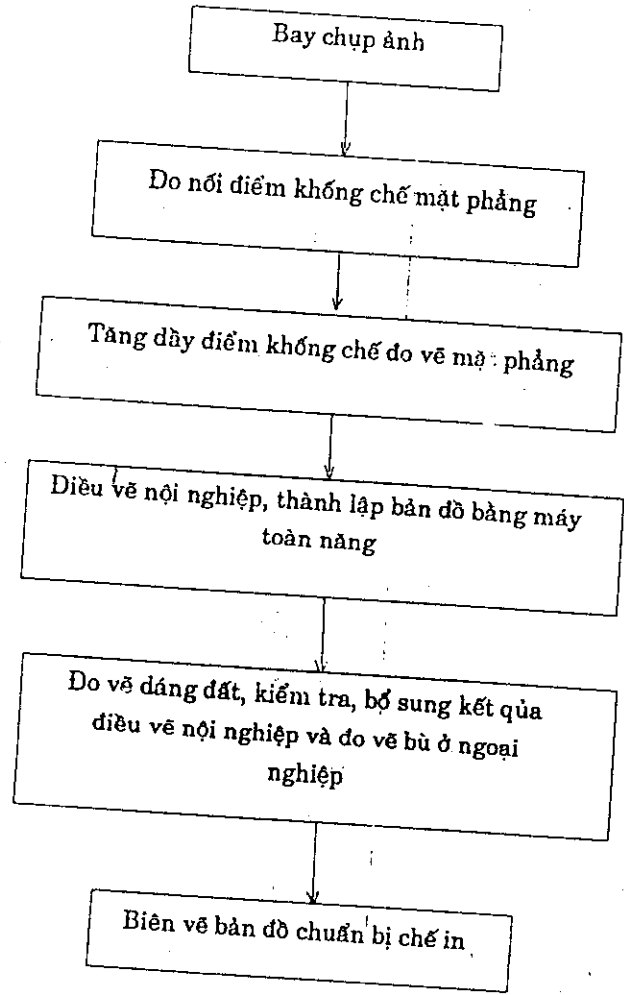 Bay chụp ảnh
Đo nối điểm khống chế mặt phẳng
Tăng dầy điểm khống chế đo vẽ mặt phẳng
Điều vẽ nội nghiệp, thành lập bản đồ bằng máy
toàn năng
Đo vẽ dáng đất, kiểm tra, bổ sung kết qủa
điều vẽ nội nghiệp và đo vẽ bù ở ngoại
nghiệp
Biên vẽ bản đồ chuẩn bị chế in